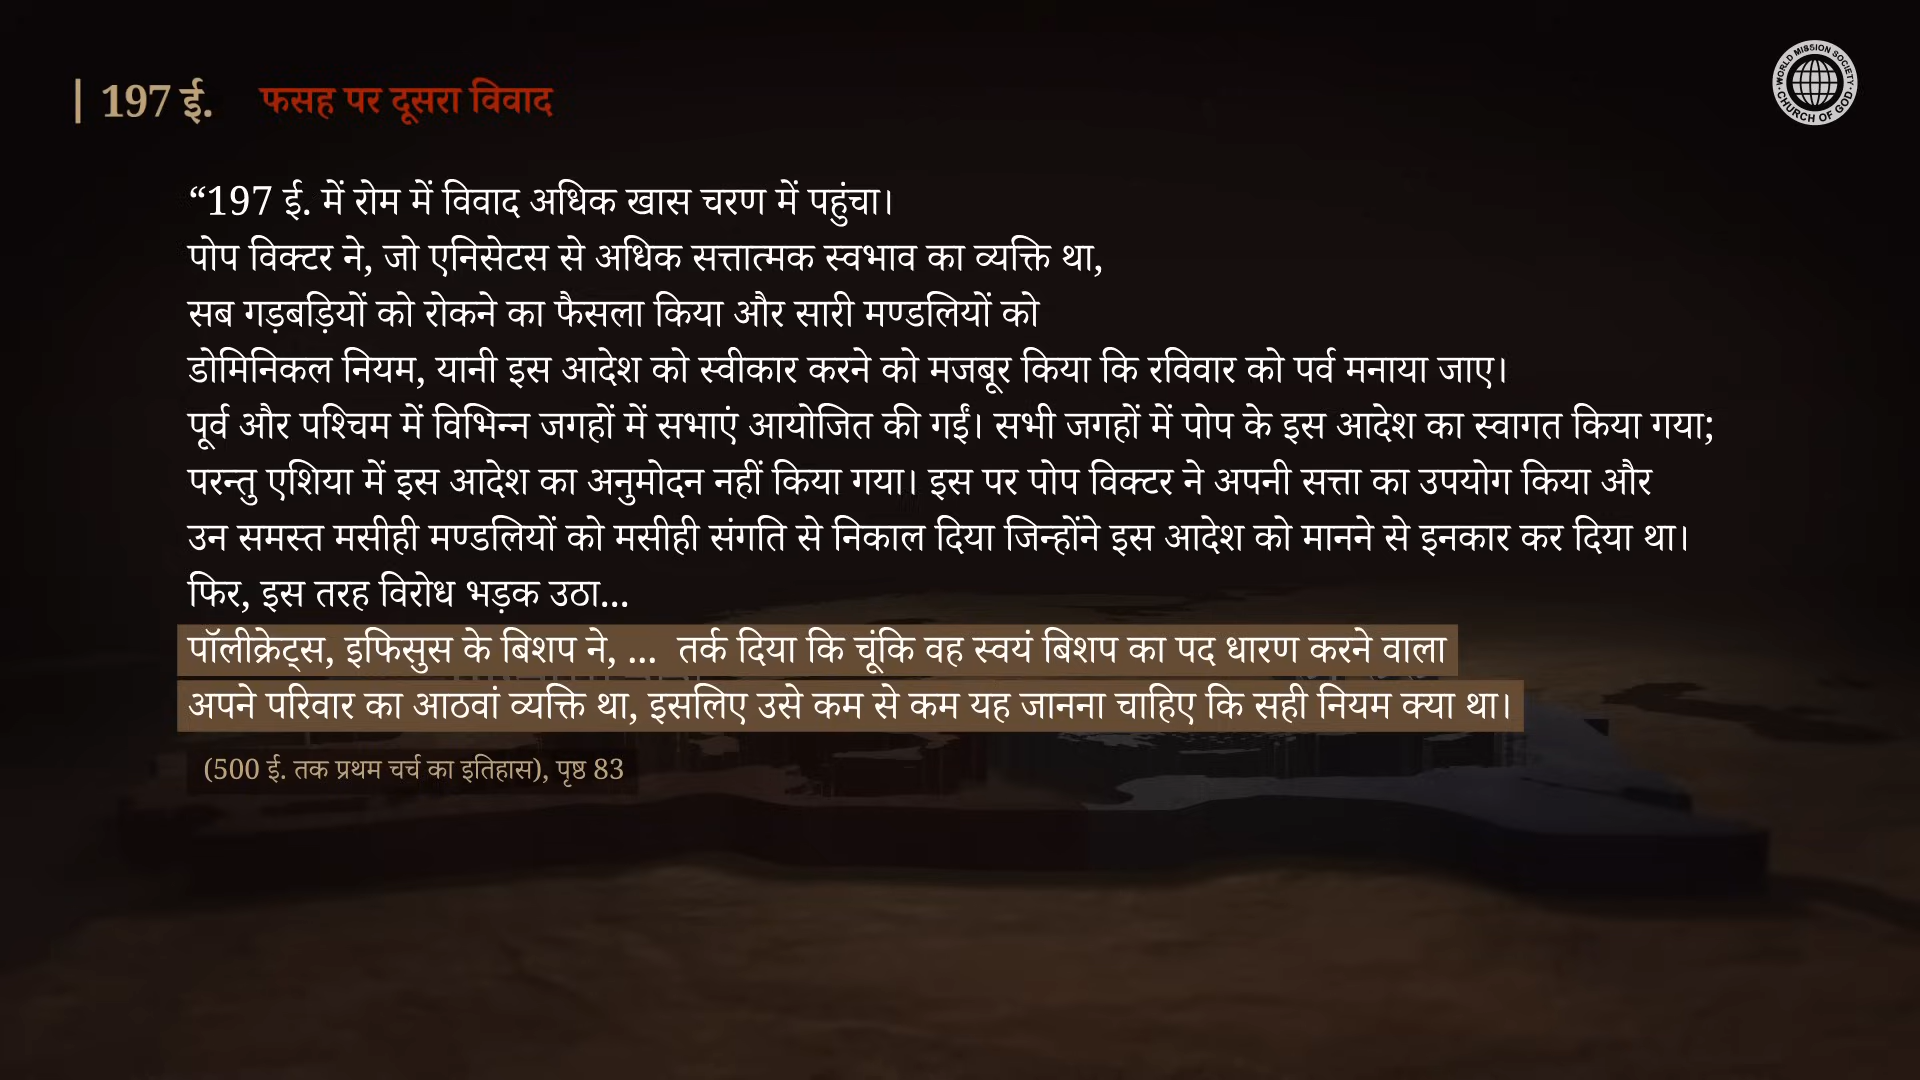 | 197 ई. फसह पर दूसरा विवाद
WORLD MISSION SOCIETY
CHURCH OF GOD
“197 ई. में रोम में विवाद अधिक खास चरण में पहुंचा।
पोप विक्टर ने, जो एनिसेटस से अधिक सत्तात्मक स्वभाव का व्यक्ति था,
सब गड़बड़ियों को रोकने का फैसला किया और सारी मण्डलियों को
डोमिनिकल नियम, यानी इस आदेश को स्वीकार करने को मजबूर किया कि रविवार को पर्व मनाया जाए।
पूर्व और पश्चिम में विभिन्न जगहों में सभाएं आयोजित की गईं। सभी जगहों में पोप के इस आदेश का स्वागत किया गया;
परन्तु एशिया में इस आदेश का अनुमोदन नहीं किया गया। इस पर पोप विक्टर ने अपनी सत्ता का उपयोग किया और
उन समस्त मसीही मण्डलियों को मसीही संगति से निकाल दिया जिन्होंने इस आदेश को मानने से इनकार कर दिया था।
फिर, इस तरह विरोध भड़क उठा...
पॉलीक्रेट्स, इफिसुस के बिशप ने, ... तर्क दिया कि चूंकि वह स्वयं बिशप का पद धारण करने वाला
अपने परिवार का आठवां व्यक्ति था, इसलिए उसे कम से कम यह जानना चाहिए कि सही नियम क्या था।
(500 ई. तक प्रथम चर्च का इतिहास), पृष्ठ 83